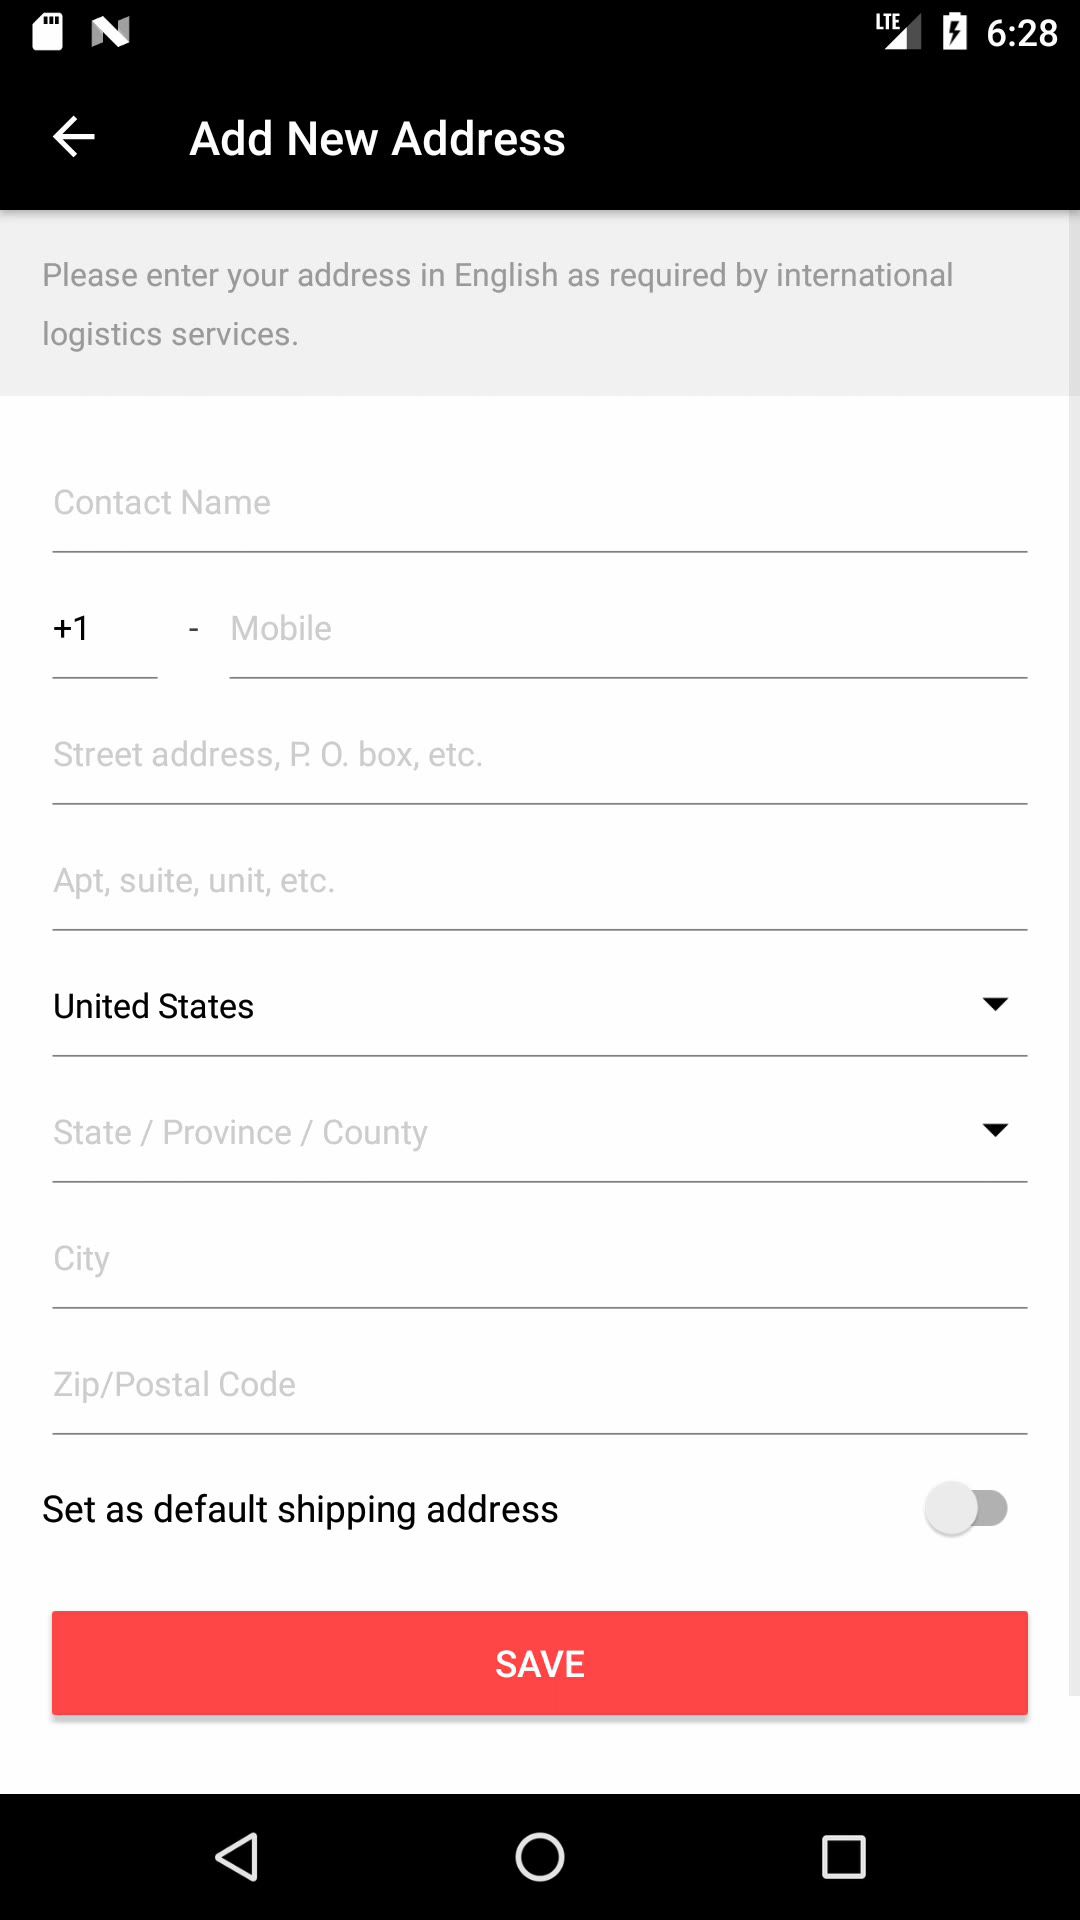 LTE 6:28
Add New Address
Please enter your address in English as required by international
logistics services.
Contact Name
+1 - Mobile
Street address, P. O. box, etc.
Apt, suite, unit, etc.
United States
State / Province / County
City
Zip/Postal Code
Set as default shipping address
SAVE